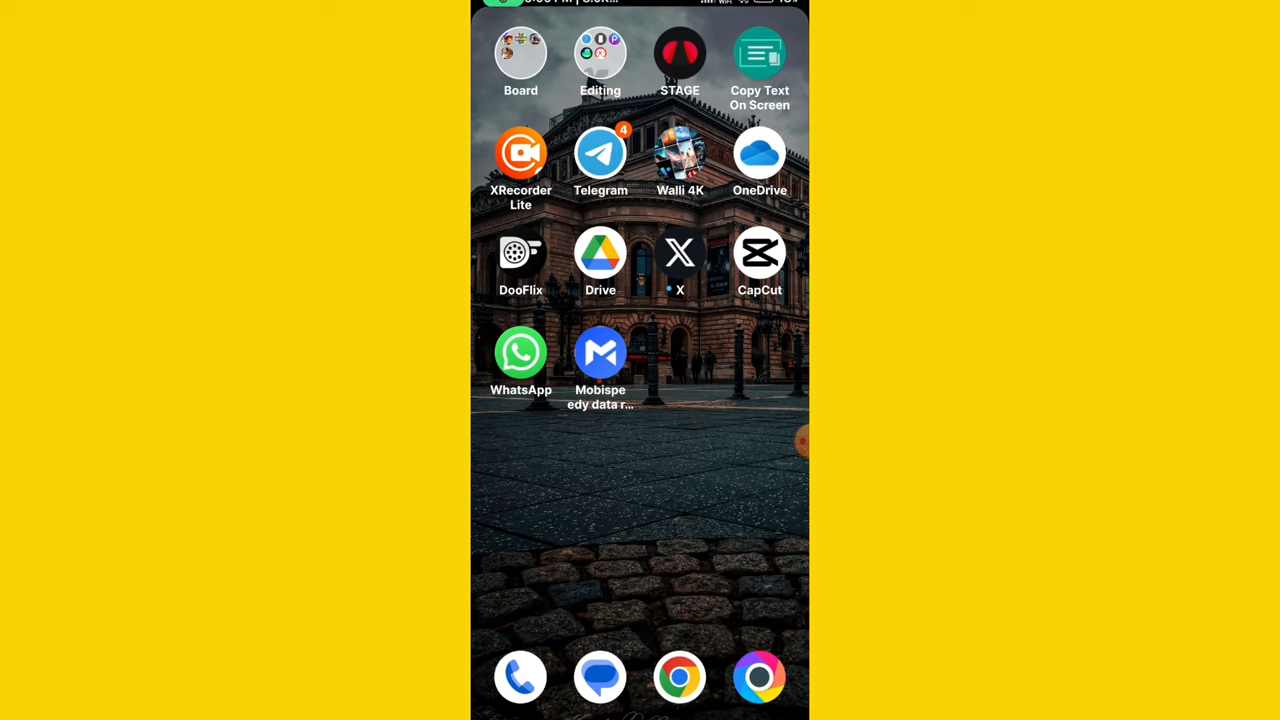 Board
Editing
STAGE
Copy Text
On Screen
XRecorder
Lite
4
Telegram
Walli 4K
OneDrive
DooFlix
Drive
X
CapCut
WhatsApp
Mobispe
edy data r...